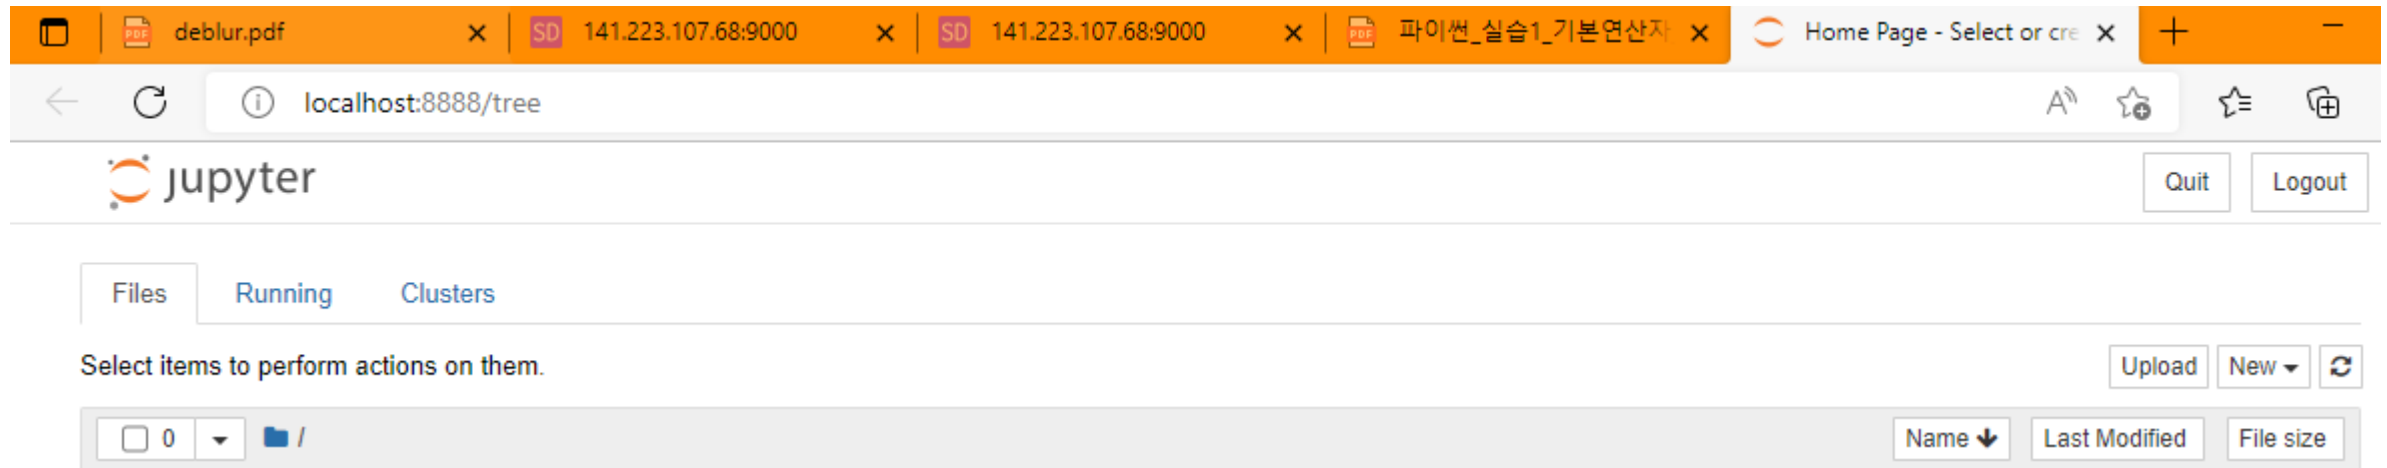 deblur.pdf 141.223.107.68:9000 141.223.107.68:9000 파이썬_실습1_기본연산자 Home Page - Select or cre
localhost:8888/tree
jupyter Quit Logout
Files Running Clusters
Select items to perform actions on them. Upload New
0 / Name Last Modified File size